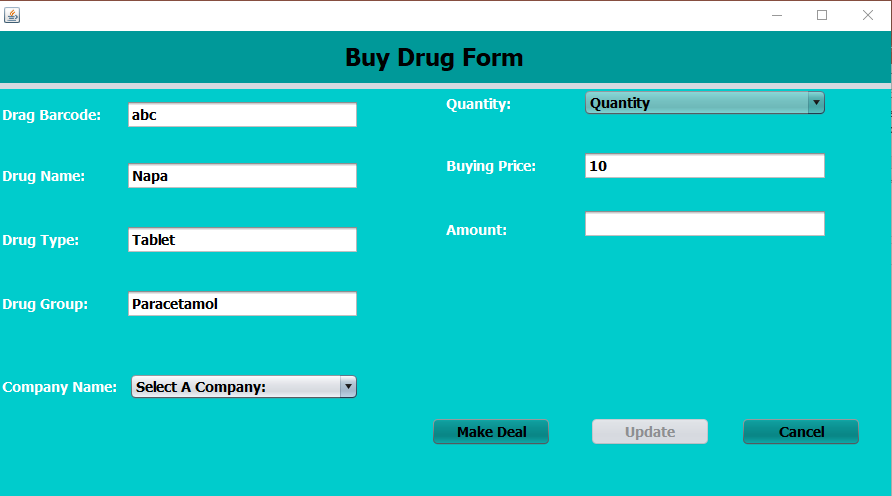 Buy Drug Form
Drag Barcode: abc
Drug Name: Napa
Drug Type: Tablet
Drug Group: Paracetamol
Company Name: Select A Company:
Quantity: Quantity
Buying Price: 10
Amount:
Make Deal Update Cancel